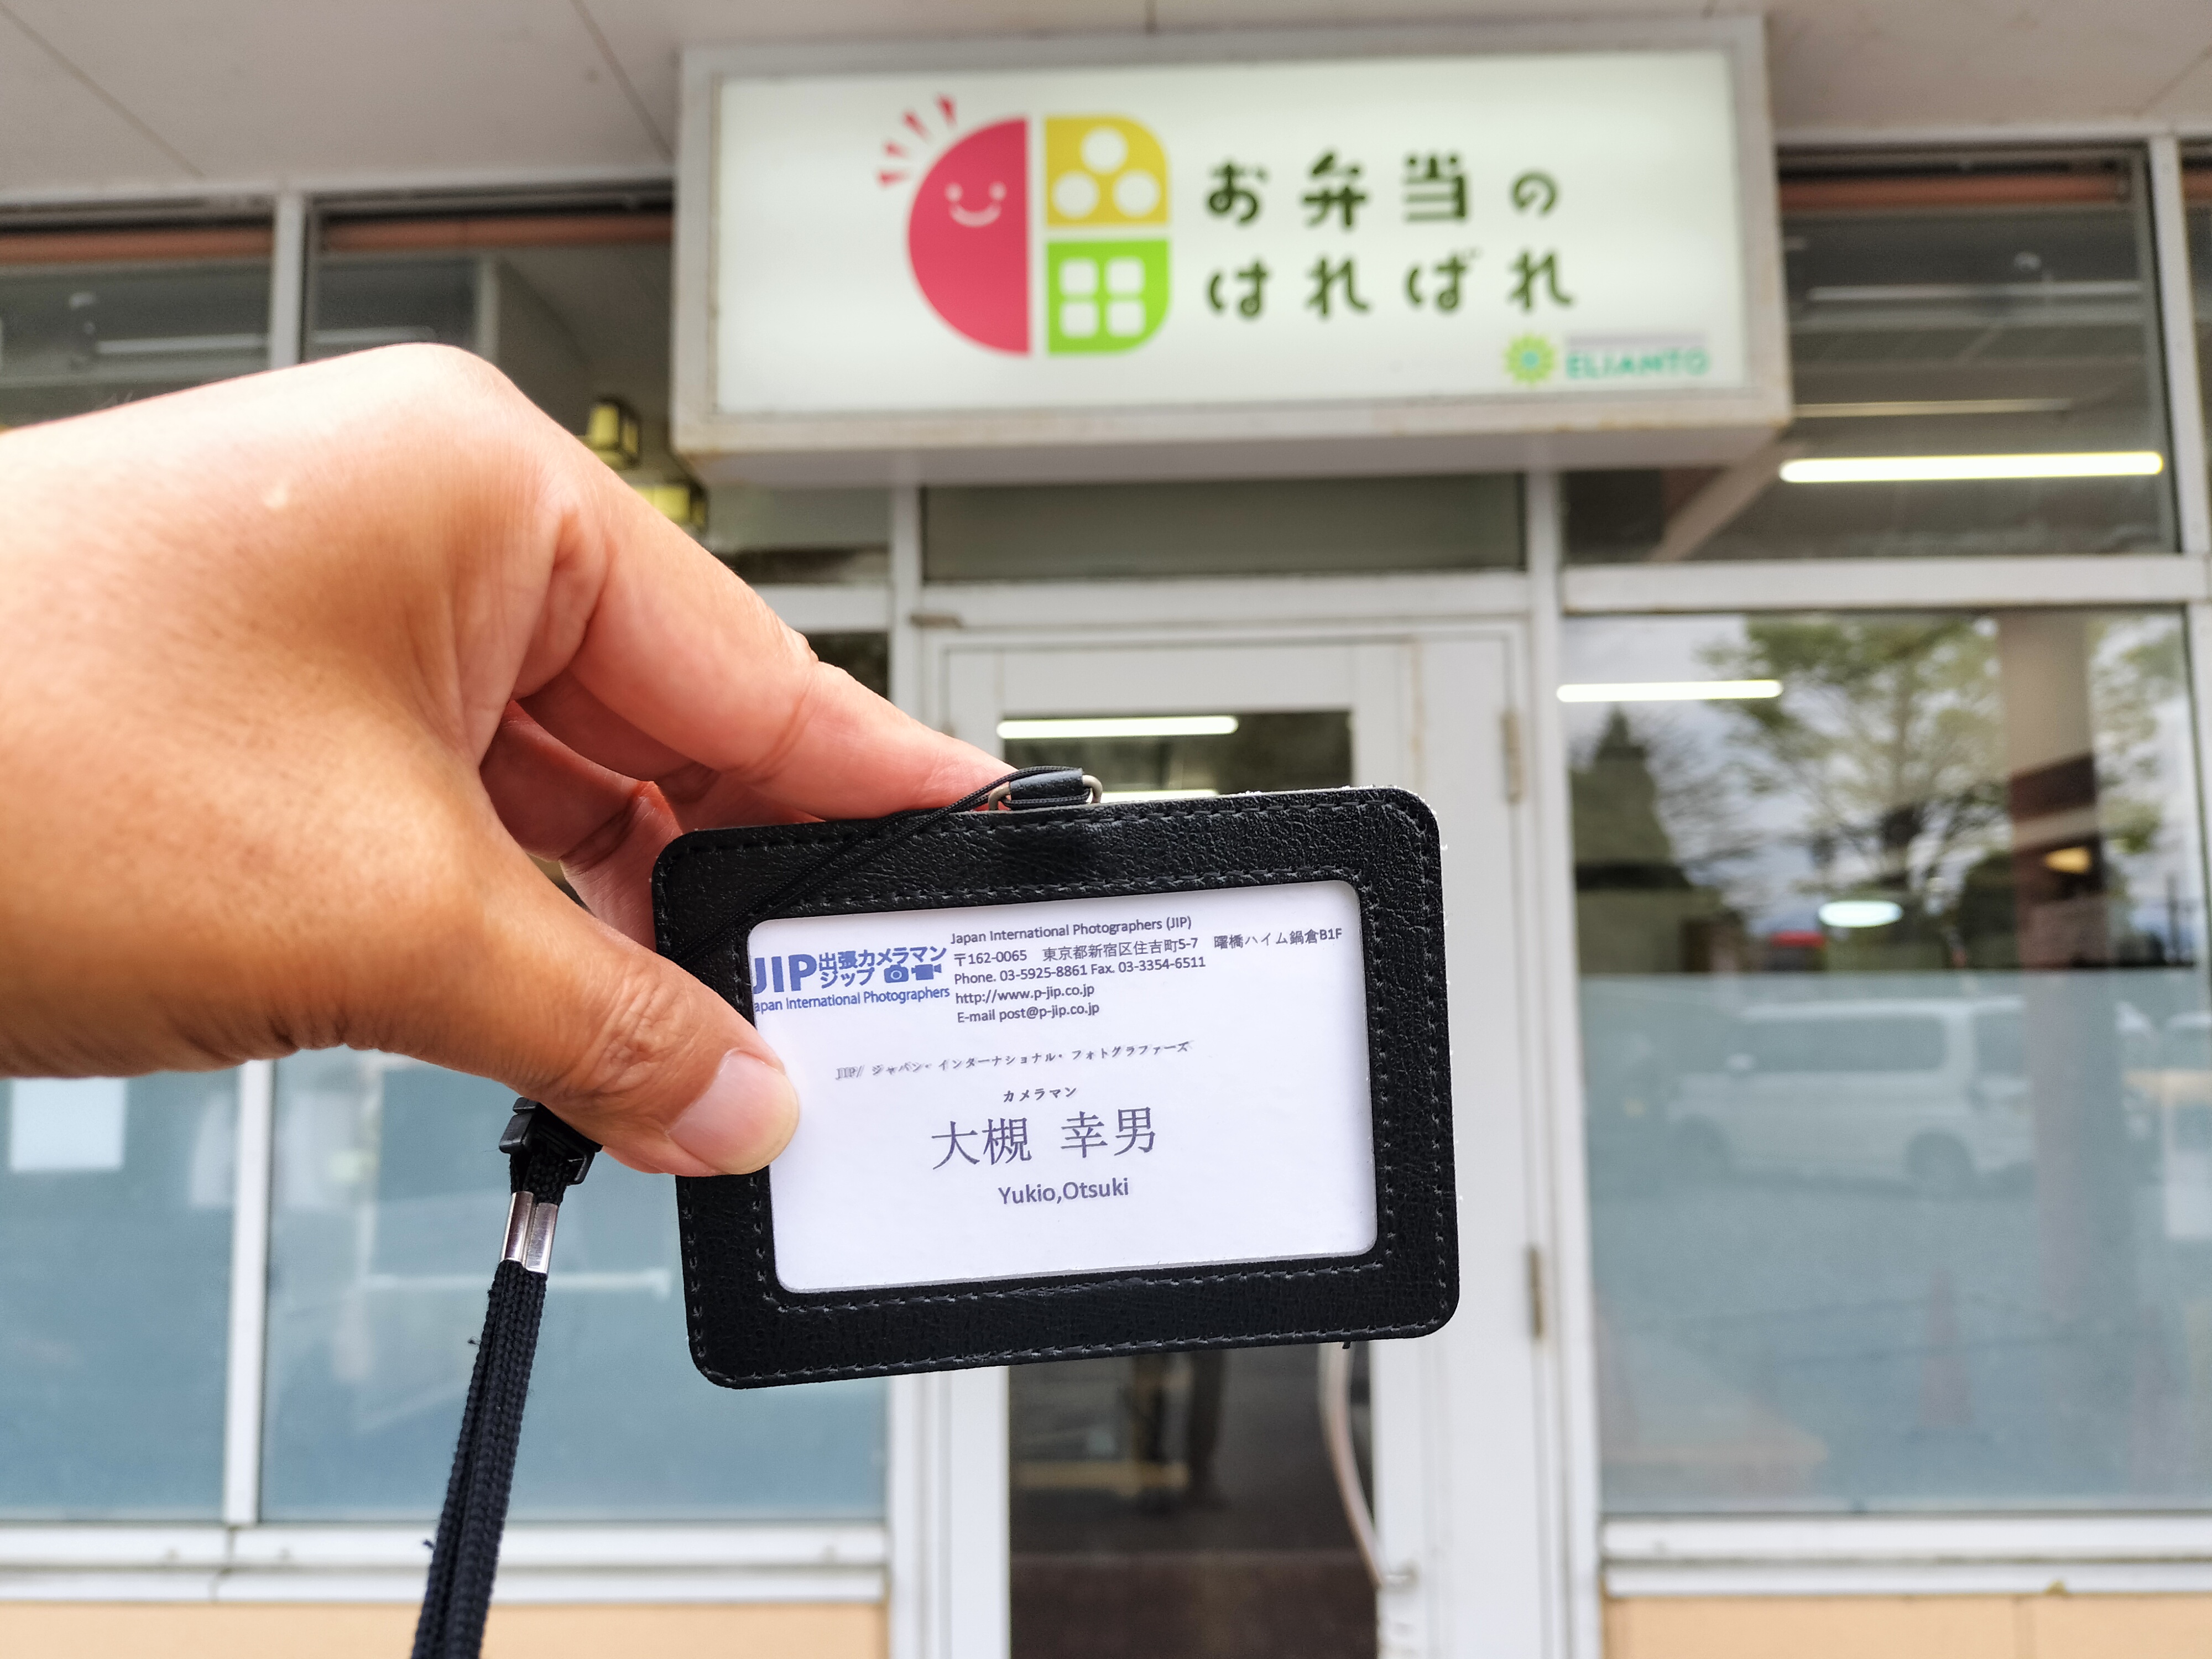 お弁当の
はればれ
ELIANTO
JIP出張カメラマン
ジップ
apan International Photographers
Japan International Photographers (JIP)
〒162-0065 東京都新宿区住吉町5-7 曙橋ハイム鍋倉B1F
Phone. 03-5925-8861 Fax. 03-3354-6511
http://www.p-jip.co.jp
E-mail post@p-jip.co.jp
JIP// ジャパン・インターナショナル・フォトグラファーズ
カメラマン
大槻 幸男
Yukio,Otsuki